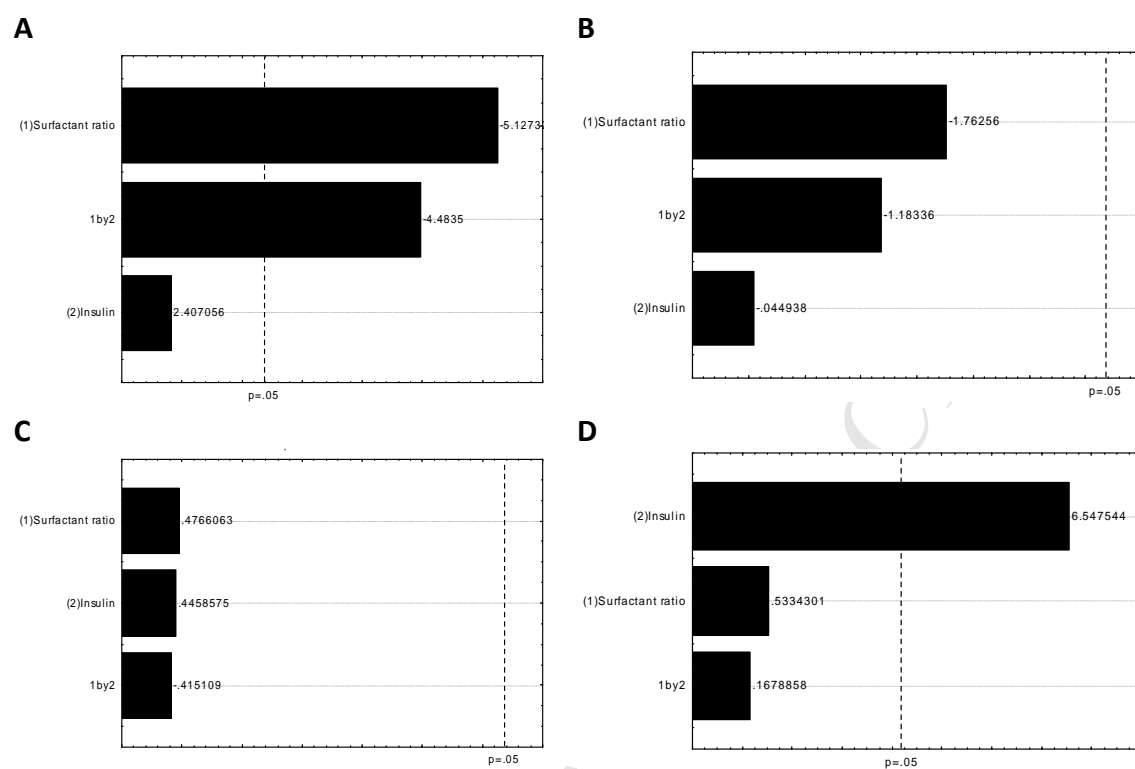 A
(1)Surfactant ratio
-5.1273
1by2
-4.4835
(2)Insulin
2.407056
p=.05
B
(1)Surfactant ratio
-1.76256
1by2
-1.18336
(2)Insulin
-.044938
p=.05
C
(1)Surfactant ratio
.4766063
(2)Insulin
.4458575
1by2
-.415109
p=.05
D
(2)Insulin
6.547544
(1)Surfactant ratio
.5334301
1by2
.1678858
p=.05